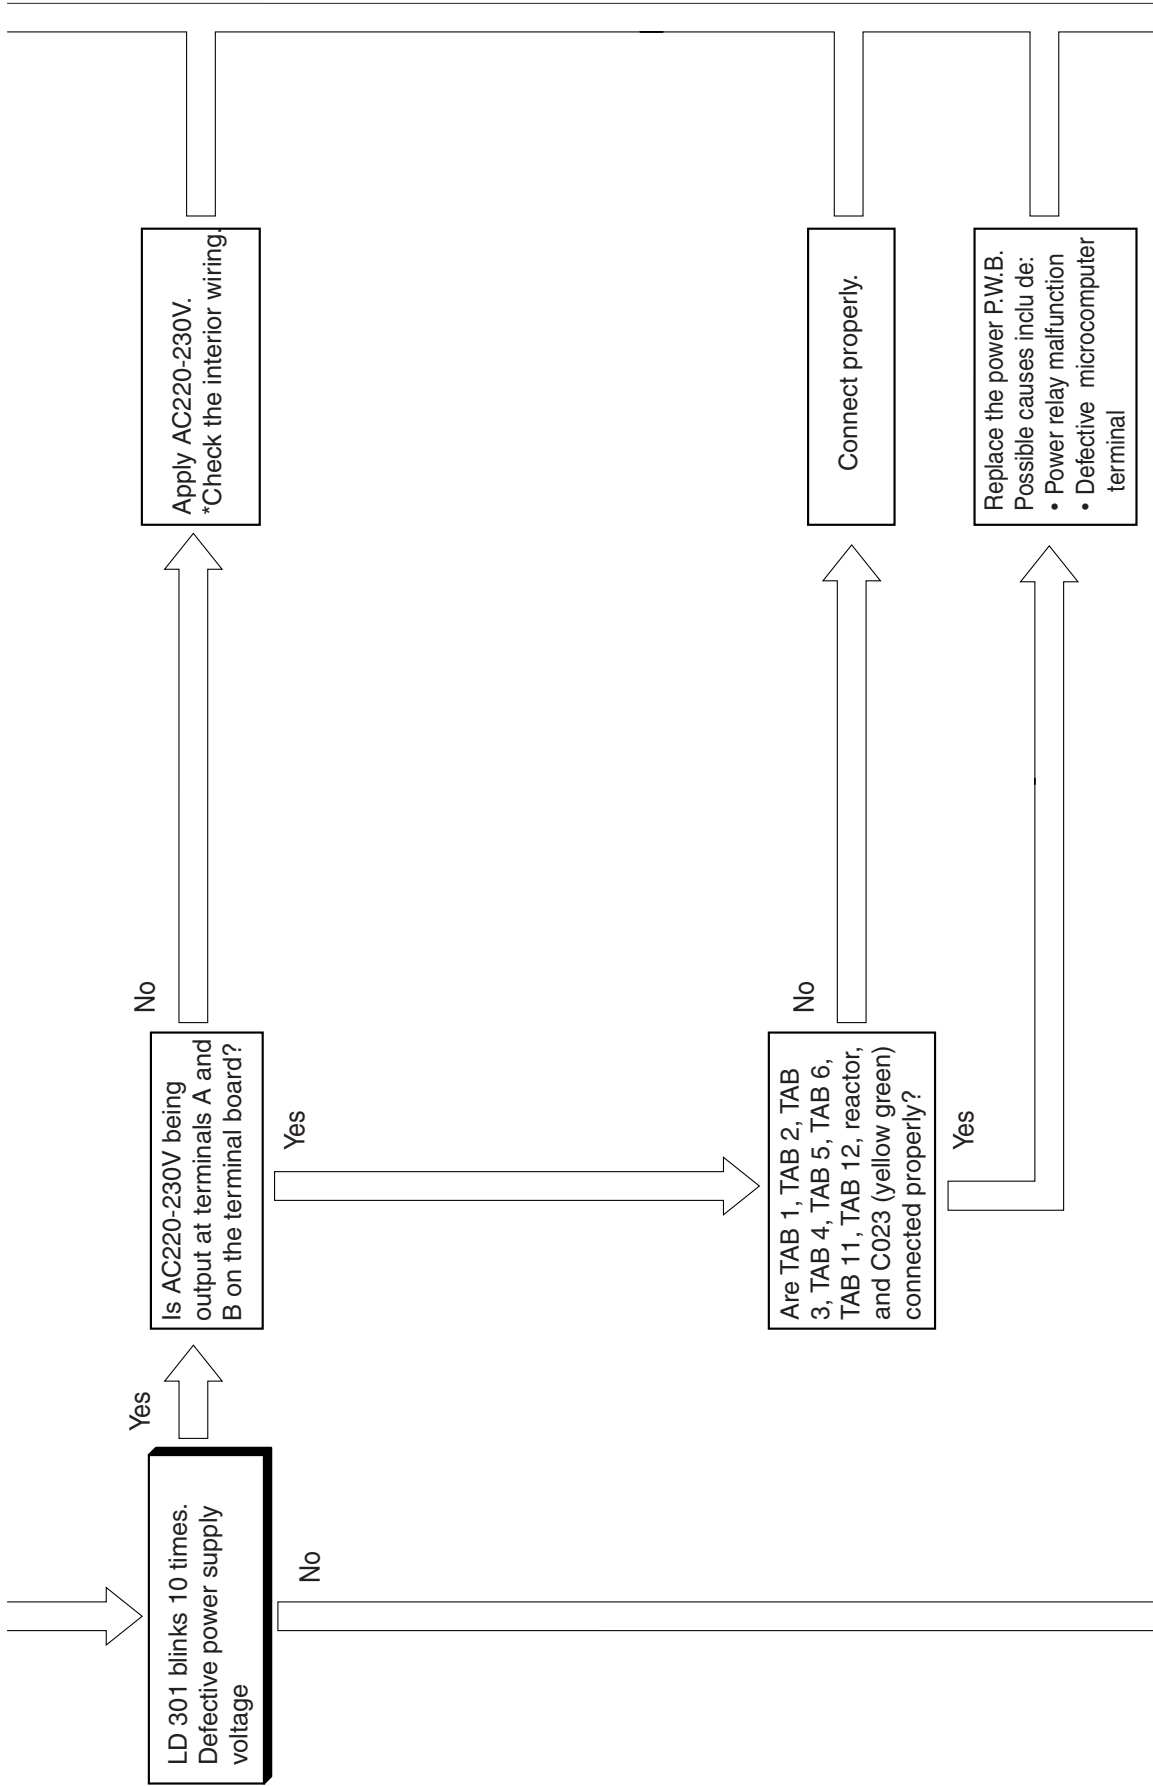 LD 301 blinks 10 times.
Defective power supply
voltage
Yes
No
Is AC220-230V being
output at terminals A and
B on the terminal board?
No
Yes
Apply AC220-230V.
*Check the interior wiring.
Are TAB 1, TAB 2, TAB
3, TAB 4, TAB 5, TAB 6,
TAB 11, TAB 12, reactor,
and C023 (yellow green)
connected properly?
No
Yes
Connect properly.
Replace the power P.W.B.
Possible causes inclu de:
• Power relay malfunction
• Defective microcomputer
terminal